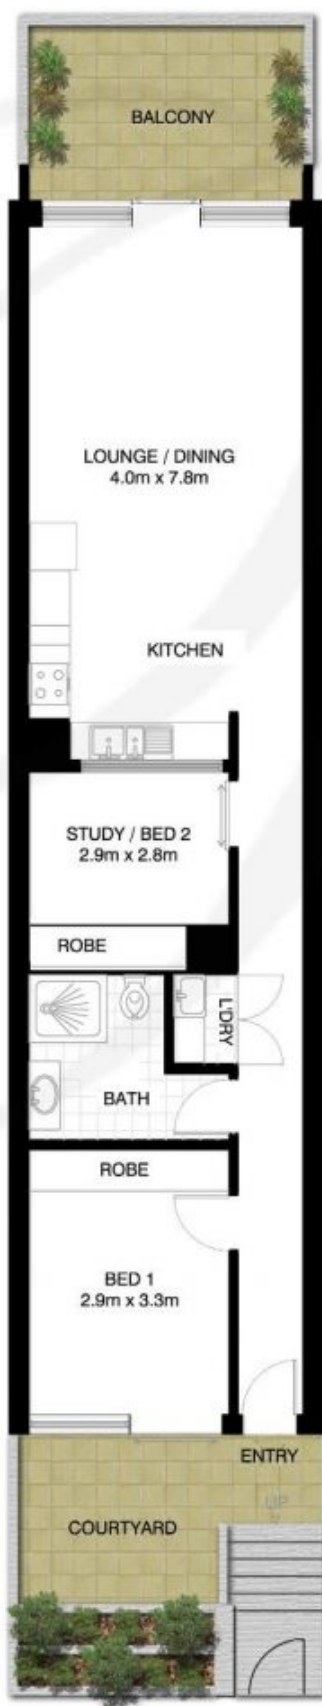 BALCONY
LOUNGE / DINING
4.0m x 7.8m
KITCHEN
STUDY / BED 2
2.9m x 2.8m
ROBE
L'DRY
BATH
ROBE
BED 1
2.9m x 3.3m
ENTRY
UP
COURTYARD